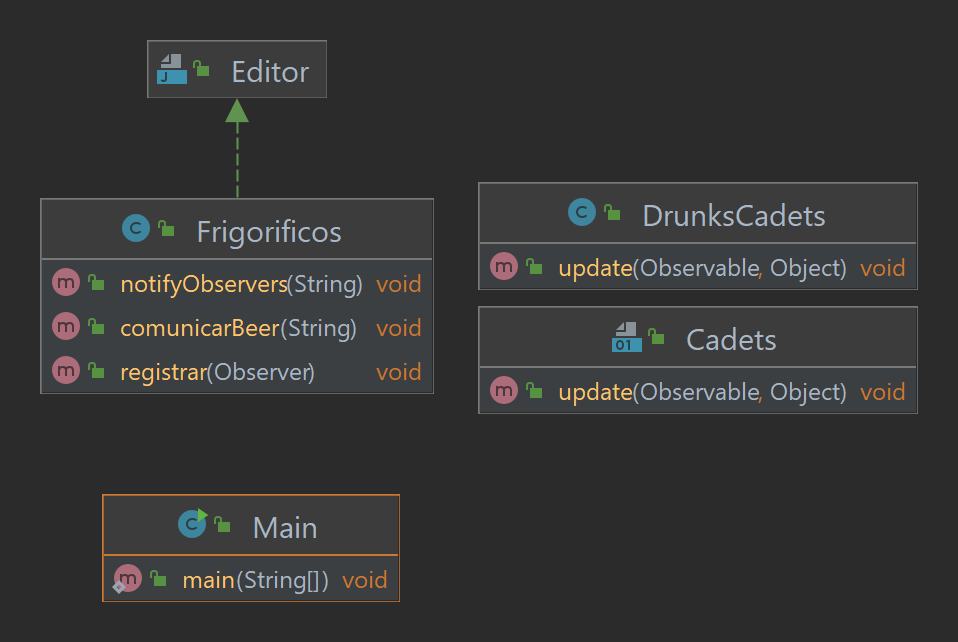 J Editor
C Frigorificos
m notifyObservers(String) void
m comunicarBeer(String) void
m registrar(Observer) void
C DrunksCadets
m update(Observable, Object) void
01 Cadets
m update(Observable, Object) void
C Main
m main(String[]) void